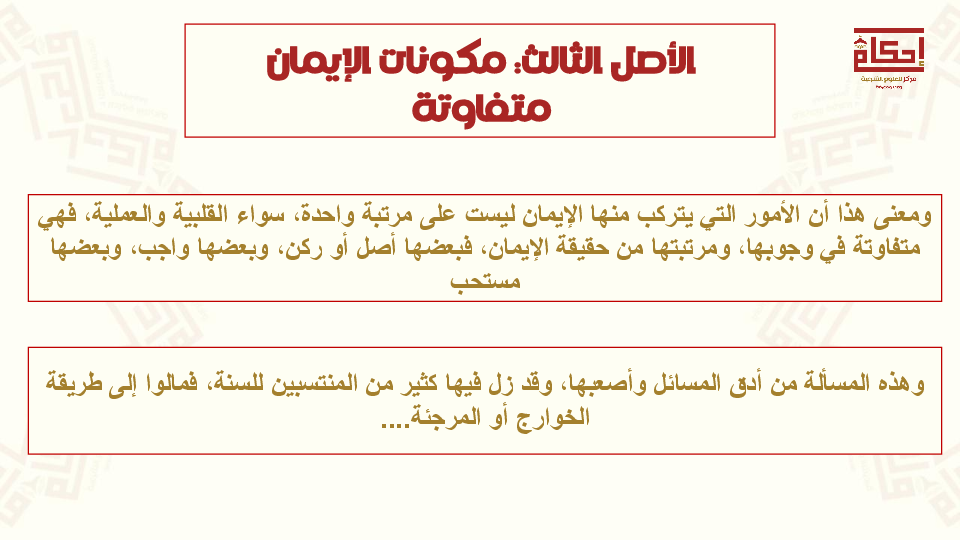 الأصل الثالث: مكونات الإيمان
متفاوتة
إحكام
مركز للعلوم الشرعية
ومعنى هذا أن الأمور التي يتركب منها الإيمان ليست على مرتبة واحدة، سواء القلبية والعملية، فهي
متفاوتة في وجوبها، ومرتبتها من حقيقة الإيمان، فبعضها أصل أو ركن، وبعضها واجب، وبعضها
مستحب
وهذه المسألة من أدق المسائل وأصعبها، وقد زل فيها كثير من المنتسبين للسنة، فمالوا إلى طريقة
الخوارج أو المرجئة....